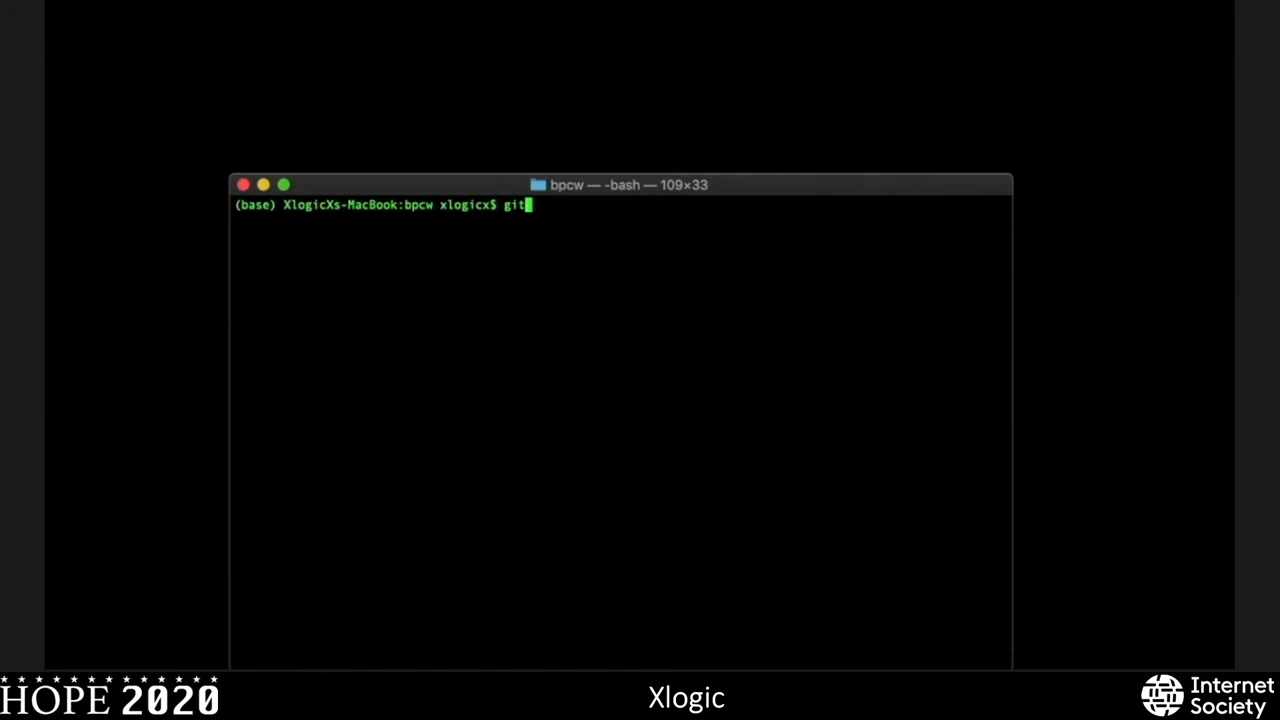 bpcw — -bash — 109×33
(base) XlogicXs-MacBook:bpcw xlogicx$ git
HOPE 2020
Xlogic
Internet
Society